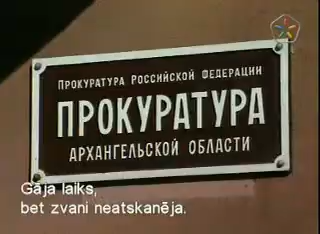 Прокуратура Российской Федерации
ПРОКУРАТУРА
АРХАНГЕЛЬСКОЙ ОБЛАСТИ
Gāja laiks,
bet zvani neatskanēja.